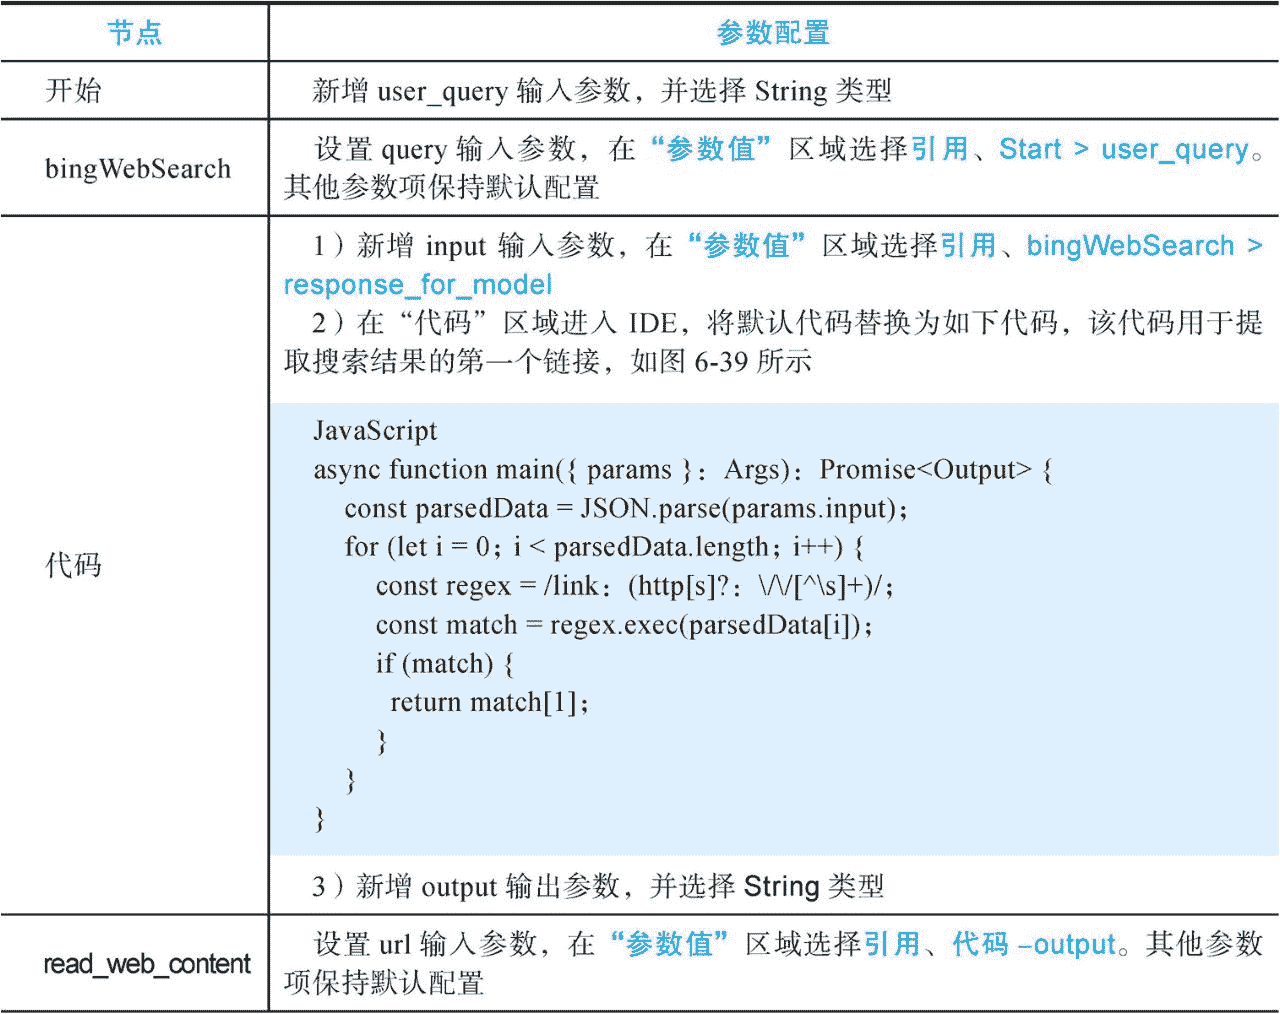 节点
参数配置
开始
新增 user_query 输入参数，并选择 String 类型
bingWebSearch
设置 query 输入参数，在“参数值”区域选择引用、Start > user_query。
其他参数项保持默认配置
代码
1）新增 input 输入参数，在“参数值”区域选择引用、bingWebSearch >
response_for_model
2）在“代码”区域进入 IDE，将默认代码替换为如下代码，该代码用于提
取搜索结果的第一个链接，如图 6-39 所示
JavaScript
async function main({ params }：Args)：Promise<Output> {
const parsedData = JSON.parse(params.input)；
for (let i = 0；i < parsedData.length；i++) {
const regex = /link：(http[s]?：\/\/[^\s]+)/；
const match = regex.exec(parsedData[i])；
if (match) {
return match[1]；
}
}
}
3）新增 output 输出参数，并选择 String 类型
read_web_content
设置 url 输入参数，在“参数值”区域选择引用、代码 –output。其他参数
项保持默认配置